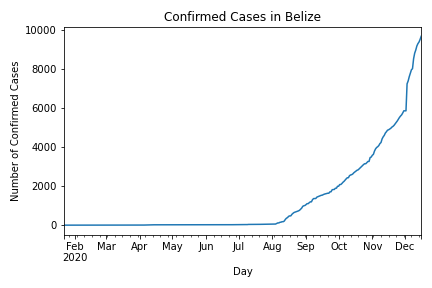 Confirmed Cases in Belize
10000
8000
6000
4000
2000
0
Number of Confirmed Cases
Feb Mar Apr May Jun Jul Aug Sep Oct Nov Dec
2020
Day